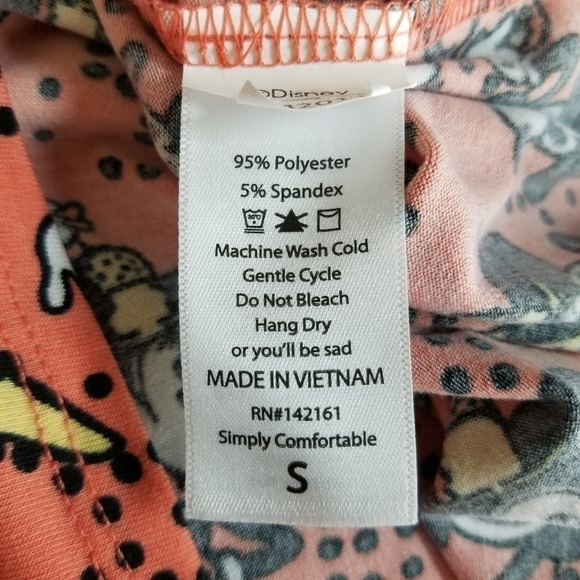 ©Disney
95% Polyester
5% Spandex
30°C
Machine Wash Cold
Gentle Cycle
Do Not Bleach
Hang Dry
or you'll be sad
MADE IN VIETNAM
RN#142161
Simply Comfortable
S